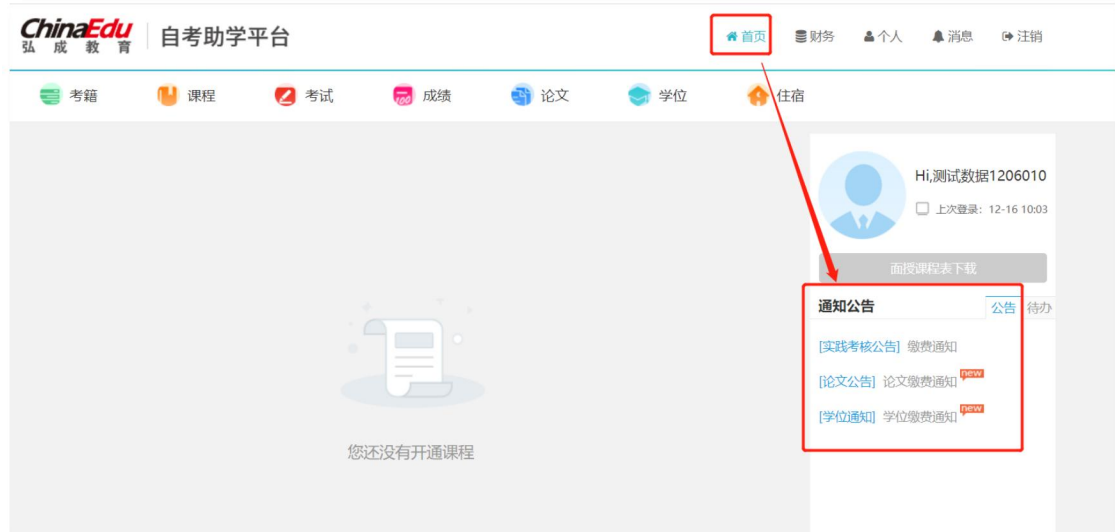 ChinaEdu
弘成教育
自考助学平台
首页 财务 个人 消息 注销
考籍 课程 考试 100 成绩 论文 学位 住宿
Hi,测试数据1206010
上次登录：12-16 10:03
面授课程表下载
通知公告 公告 待办
[实践考核公告] 缴费通知
[论文公告] 论文缴费通知 new
[学位通知] 学位缴费通知 new
您还没有开通课程